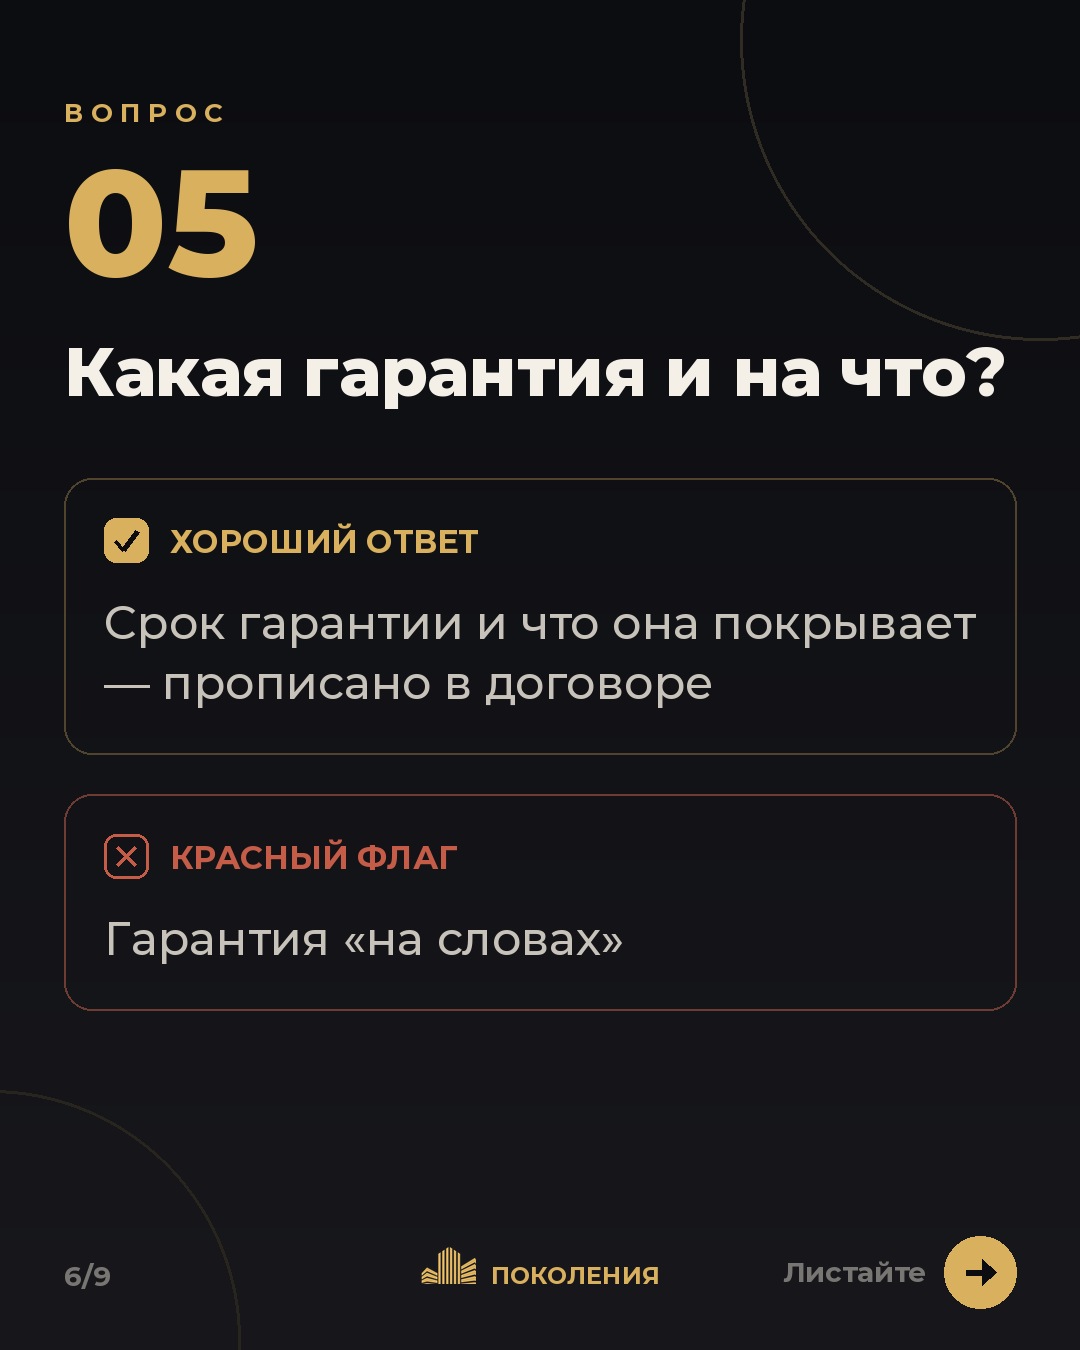 ВОПРОС
05
Какая гарантия и на что?
ХОРОШИЙ ОТВЕТ
Срок гарантии и что она покрывает
— прописано в договоре
КРАСНЫЙ ФЛАГ
Гарантия «на словах»
6/9
ПОКОЛЕНИЯ
Листайте